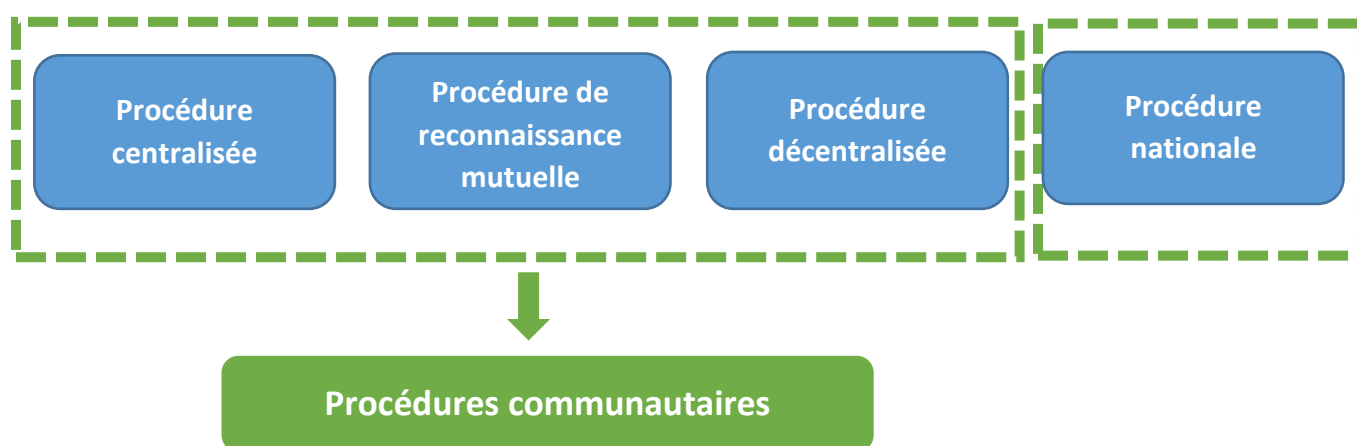 Procédure
centralisée
Procédure de
reconnaissance
mutuelle
Procédure
décentralisée
Procédure
nationale
Procédures communautaires